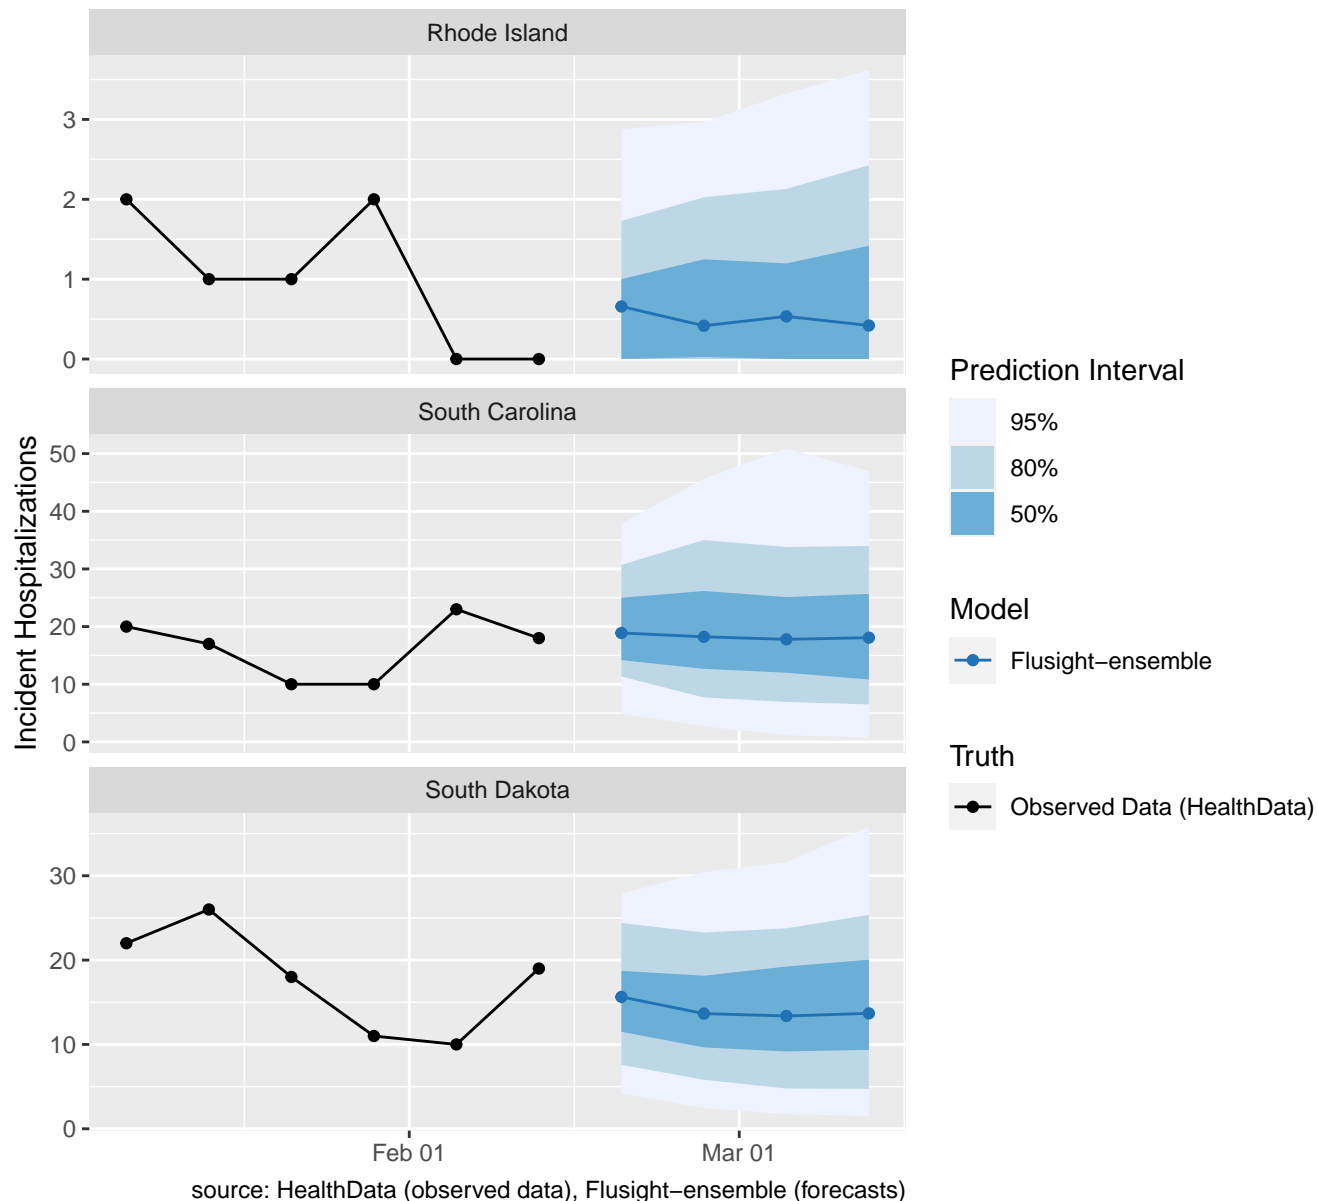 Rhode Island
3
2
1
0
South Carolina
50
40
30
20
10
0
South Dakota
30
20
10
0
Feb 01
Mar 01
Incident Hospitalizations
source: HealthData (observed data), Flusight−ensemble (forecasts)
Prediction Interval
95%
80%
50%
Model
Flusight−ensemble
Truth
Observed Data (HealthData)